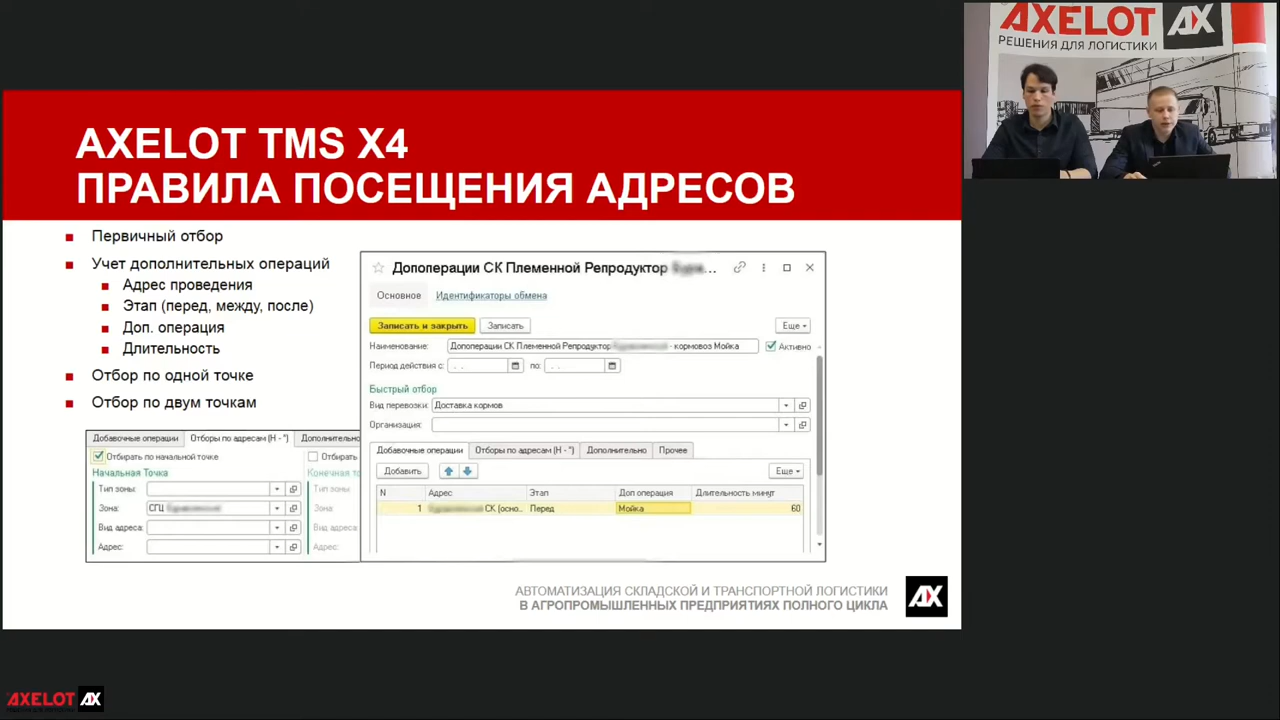 AXELOT
РЕШЕНИЯ ДЛЯ ЛОГИСТИКИ
AXELOT TMS X4
ПРАВИЛА ПОСЕЩЕНИЯ АДРЕСОВ
Первичный отбор
Учет дополнительных операций
Адрес проведения
Этап (перед, между, после)
Доп. операция
Длительность
Отбор по одной точке
Отбор по двум точкам
Допоперации СК Племенной Репродуктор
Основное Идентификаторы обмена
Записать и закрыть Записать Еще
Наименование: Допоперации СК Племенной Репродуктор - кормовоз Мойка Активно
Период действия с: . . по: . .
Быстрый отбор
Вид перевозки: Доставка кормов
Организация:
Добавочные операции Отборы по адресам (Н - *) Дополнительно Прочее
Добавить Еще
N Адрес Этап Доп операция Длительность минут
1 СК (осно... Перед Мойка 60
Добавочные операции Отборы по адресам (Н - *) Дополнительно
Отбирать по начальной точке Отбирать
Начальная Точка Конечная то
Тип зоны: Тип зоны:
Зона: СГЦ Зона:
Вид адреса: Вид адреса:
Адрес: Адрес:
АВТОМАТИЗАЦИЯ СКЛАДСКОЙ И ТРАНСПОРТНОЙ ЛОГИСТИКИ
В АГРОПРОМЫШЛЕННЫХ ПРЕДПРИЯТИЯХ ПОЛНОГО ЦИКЛА
AXELOT